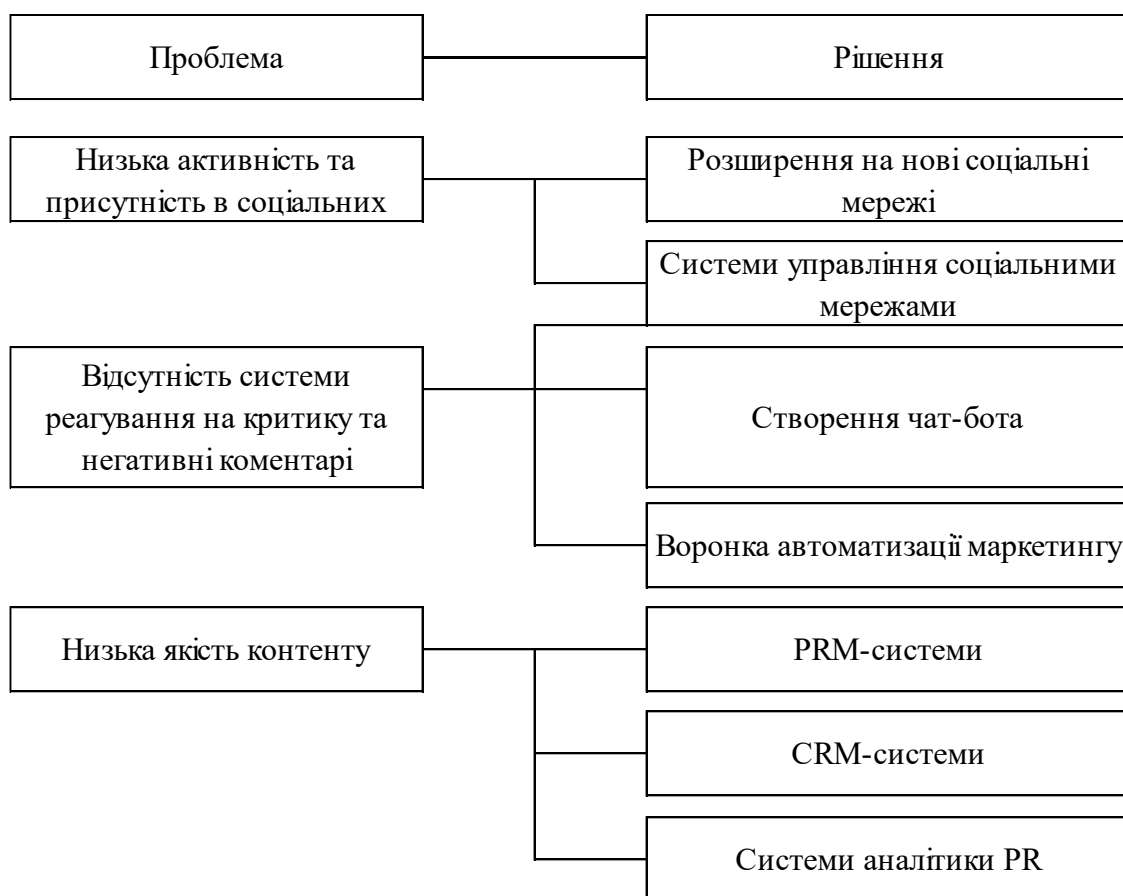 Проблема
Рішення
Низька активність та
присутність в соціальних
Розширення на нові соціальні
мережі
Системи управління соціальними
мережами
Відсутність системи
реагування на критику та
негативні коментарі
Створення чат-бота
Воронка автоматизації маркетингу
Низька якість контенту
PRM-системи
CRM-системи
Системи аналітики PR